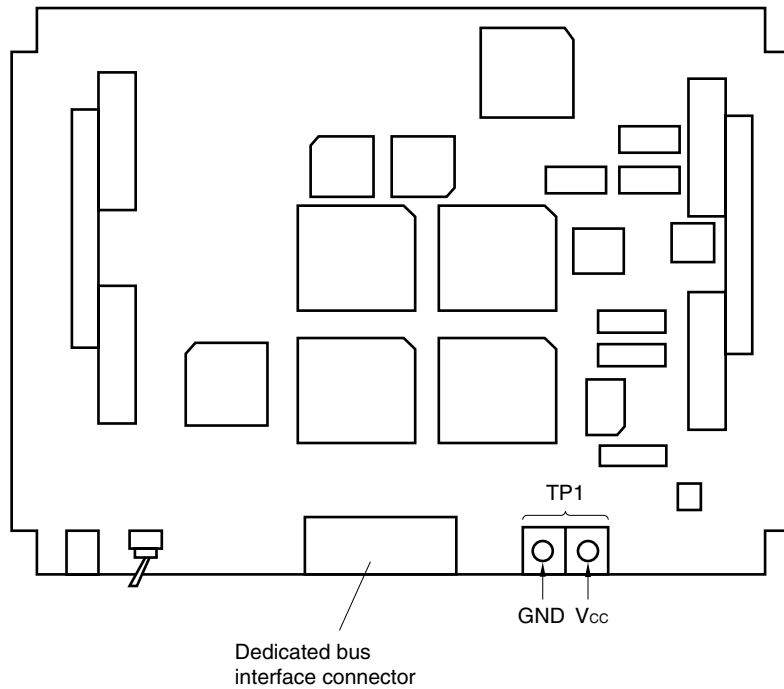 TP1
GND Vcc
Dedicated bus
interface connector